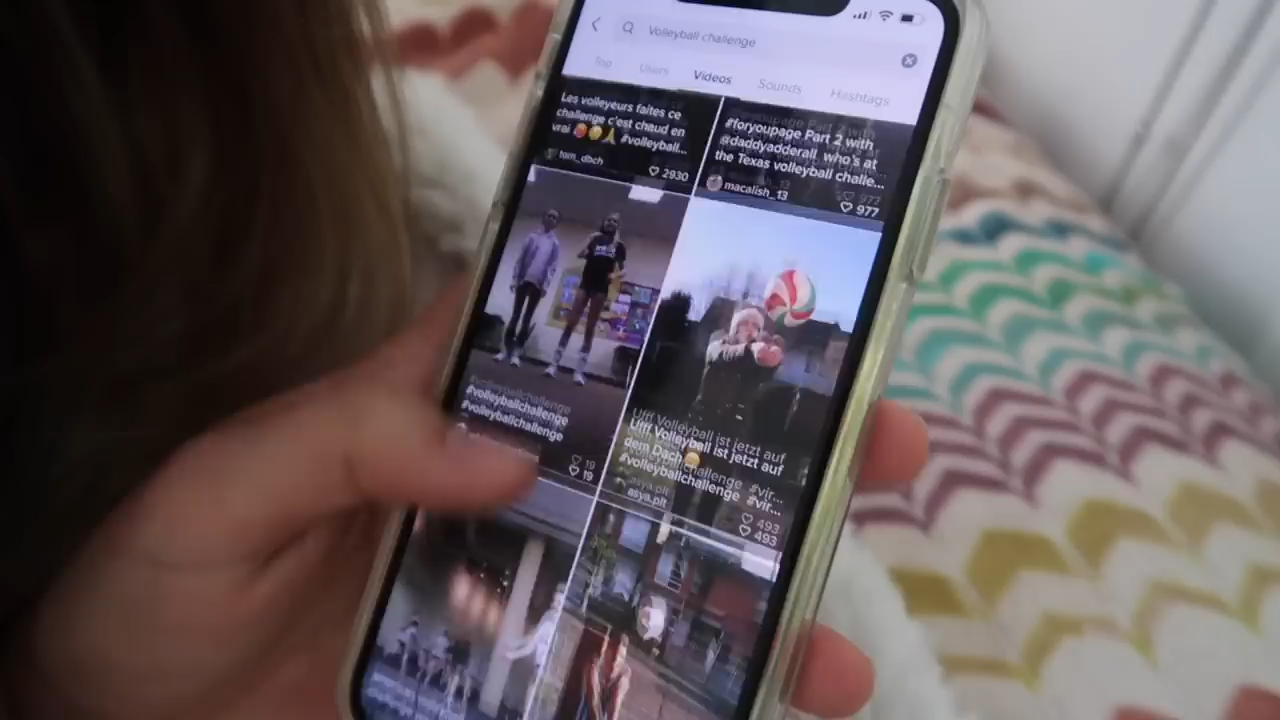 Volleyball challenge
Top Users Videos Sounds Hashtags
Les volleyeurs faites ce
challenge c'est chaud en
vrai 🥵😂🙏 #volleyball...
tom_dbch
2930
#foryoupage Part 2 with
@daddyadderall who's at
the Texas volleyball challe...
macalish_13
977
#volleyballchallenge
#volleyballchallenge
19
Uff Volleyball ist jetzt auf
dem Dach😅
#volleyballchallenge #vir...
asya.plt
493